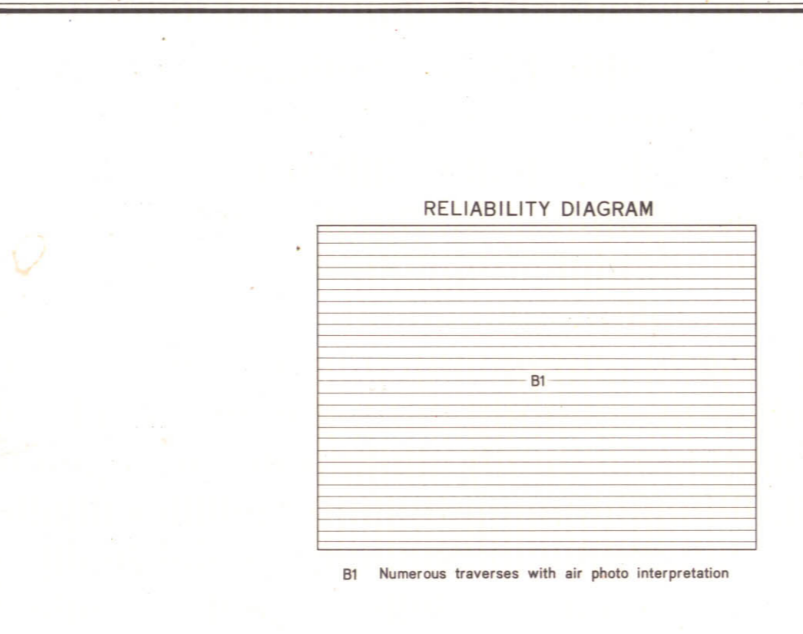 RELIABILITY DIAGRAM
B1
B1 Numerous traverses with air photo interpretation